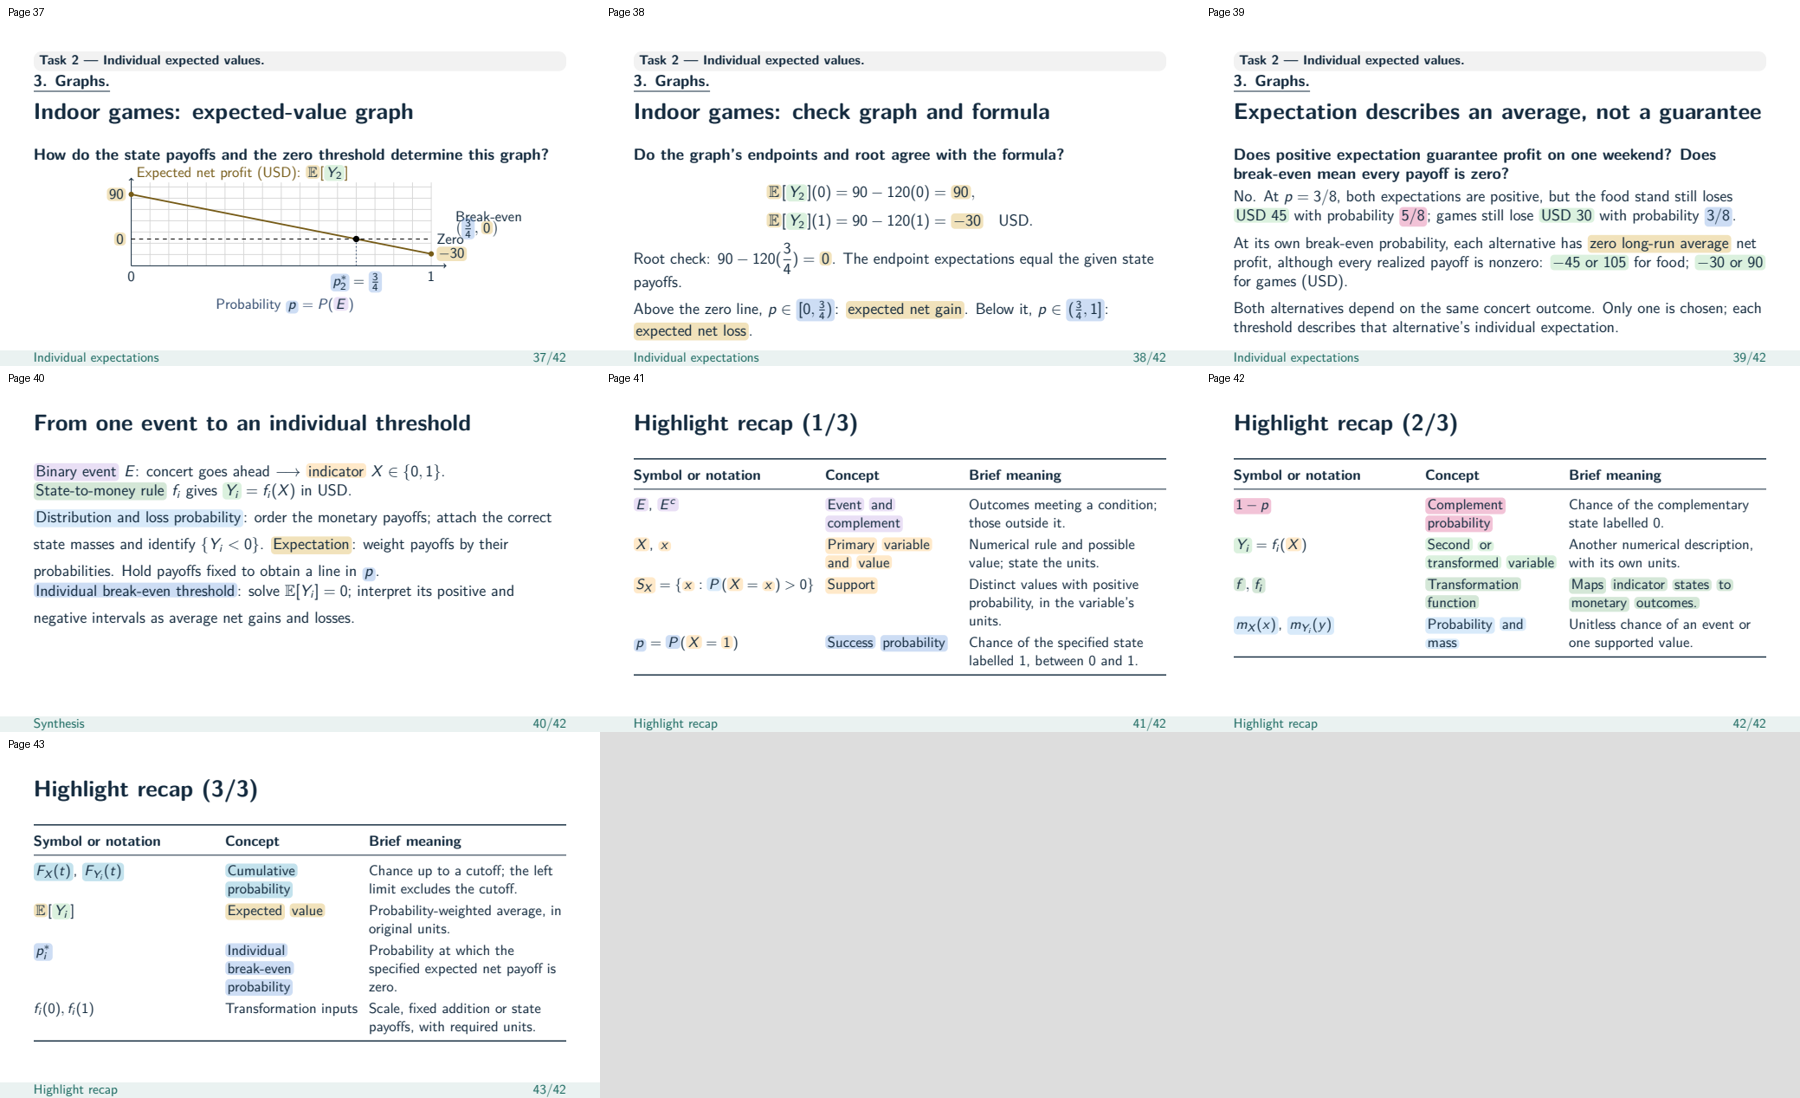 Page 37
Task 2 — Individual expected values.
3. Graphs.
Indoor games: expected-value graph
How do the state payoffs and the zero threshold determine this graph?
Expected net profit (USD): 𝔼[Y₂]
90
Break-even
(3/4, 0)
0
Zero
−30
0
p₂* = 3/4
1
Probability p = P(E)
Individual expectations
37/42
Page 38
Task 2 — Individual expected values.
3. Graphs.
Indoor games: check graph and formula
Do the graph's endpoints and root agree with the formula?
𝔼[Y₂](0) = 90 − 120(0) = 90,
𝔼[Y₂](1) = 90 − 120(1) = −30 USD.
Root check: 90 − 120(3/4) = 0. The endpoint expectations equal the given state
payoffs.
Above the zero line, p ∈ [0, 3/4): expected net gain. Below it, p ∈ (3/4, 1]:
expected net loss.
Individual expectations
38/42
Page 39
Task 2 — Individual expected values.
3. Graphs.
Expectation describes an average, not a guarantee
Does positive expectation guarantee profit on one weekend? Does
break-even mean every payoff is zero?
No. At p = 3/8, both expectations are positive, but the food stand still loses
USD 45 with probability 5/8; games still lose USD 30 with probability 3/8.
At its own break-even probability, each alternative has zero long-run average net
profit, although every realized payoff is nonzero: −45 or 105 for food; −30 or 90
for games (USD).
Both alternatives depend on the same concert outcome. Only one is chosen; each
threshold describes that alternative's individual expectation.
Individual expectations
39/42
Page 40
From one event to an individual threshold
Binary event E: concert goes ahead ⟶ indicator X ∈ {0, 1}.
State-to-money rule fᵢ gives Yᵢ = fᵢ(X) in USD.
Distribution and loss probability: order the monetary payoffs; attach the correct
state masses and identify {Yᵢ < 0}. Expectation: weight payoffs by their
probabilities. Hold payoffs fixed to obtain a line in p.
Individual break-even threshold: solve 𝔼[Yᵢ] = 0; interpret its positive and
negative intervals as average net gains and losses.
Synthesis
40/42
Page 41
Highlight recap (1/3)
Symbol or notation Concept Brief meaning
E, Eᶜ Event and Outcomes meeting a condition;
complement those outside it.
X, x Primary variable Numerical rule and possible
and value value; state the units.
S_X = {x : P(X = x) > 0} Support Distinct values with positive
probability, in the variable's
units.
p = P(X = 1) Success probability Chance of the specified state
labelled 1, between 0 and 1.
Highlight recap
41/42
Page 42
Highlight recap (2/3)
Symbol or notation Concept Brief meaning
1 − p Complement Chance of the complementary
probability state labelled 0.
Yᵢ = fᵢ(X) Second or Another numerical description,
transformed variable with its own units.
f, fᵢ Transformation Maps indicator states to
function monetary outcomes.
m_X(x), m_Yᵢ(y) Probability and Unitless chance of an event or
mass one supported value.
Highlight recap
42/42
Page 43
Highlight recap (3/3)
Symbol or notation Concept Brief meaning
F_X(t), F_Yᵢ(t) Cumulative Chance up to a cutoff; the left
probability limit excludes the cutoff.
𝔼[Yᵢ] Expected value Probability-weighted average, in
original units.
pᵢ* Individual Probability at which the
break-even specified expected net payoff is
probability zero.
fᵢ(0), fᵢ(1) Transformation inputs Scale, fixed addition or state
payoffs, with required units.
Highlight recap
43/42